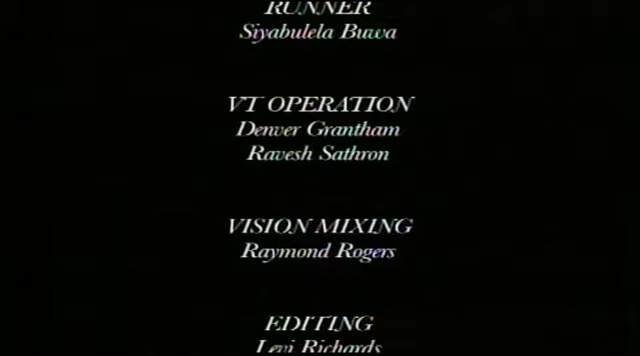 RUNNER
Siyabulela Buwa
VT OPERATION
Denver Grantham
Ravesh Sathron
VISION MIXING
Raymond Rogers
EDITING
Levi Richards